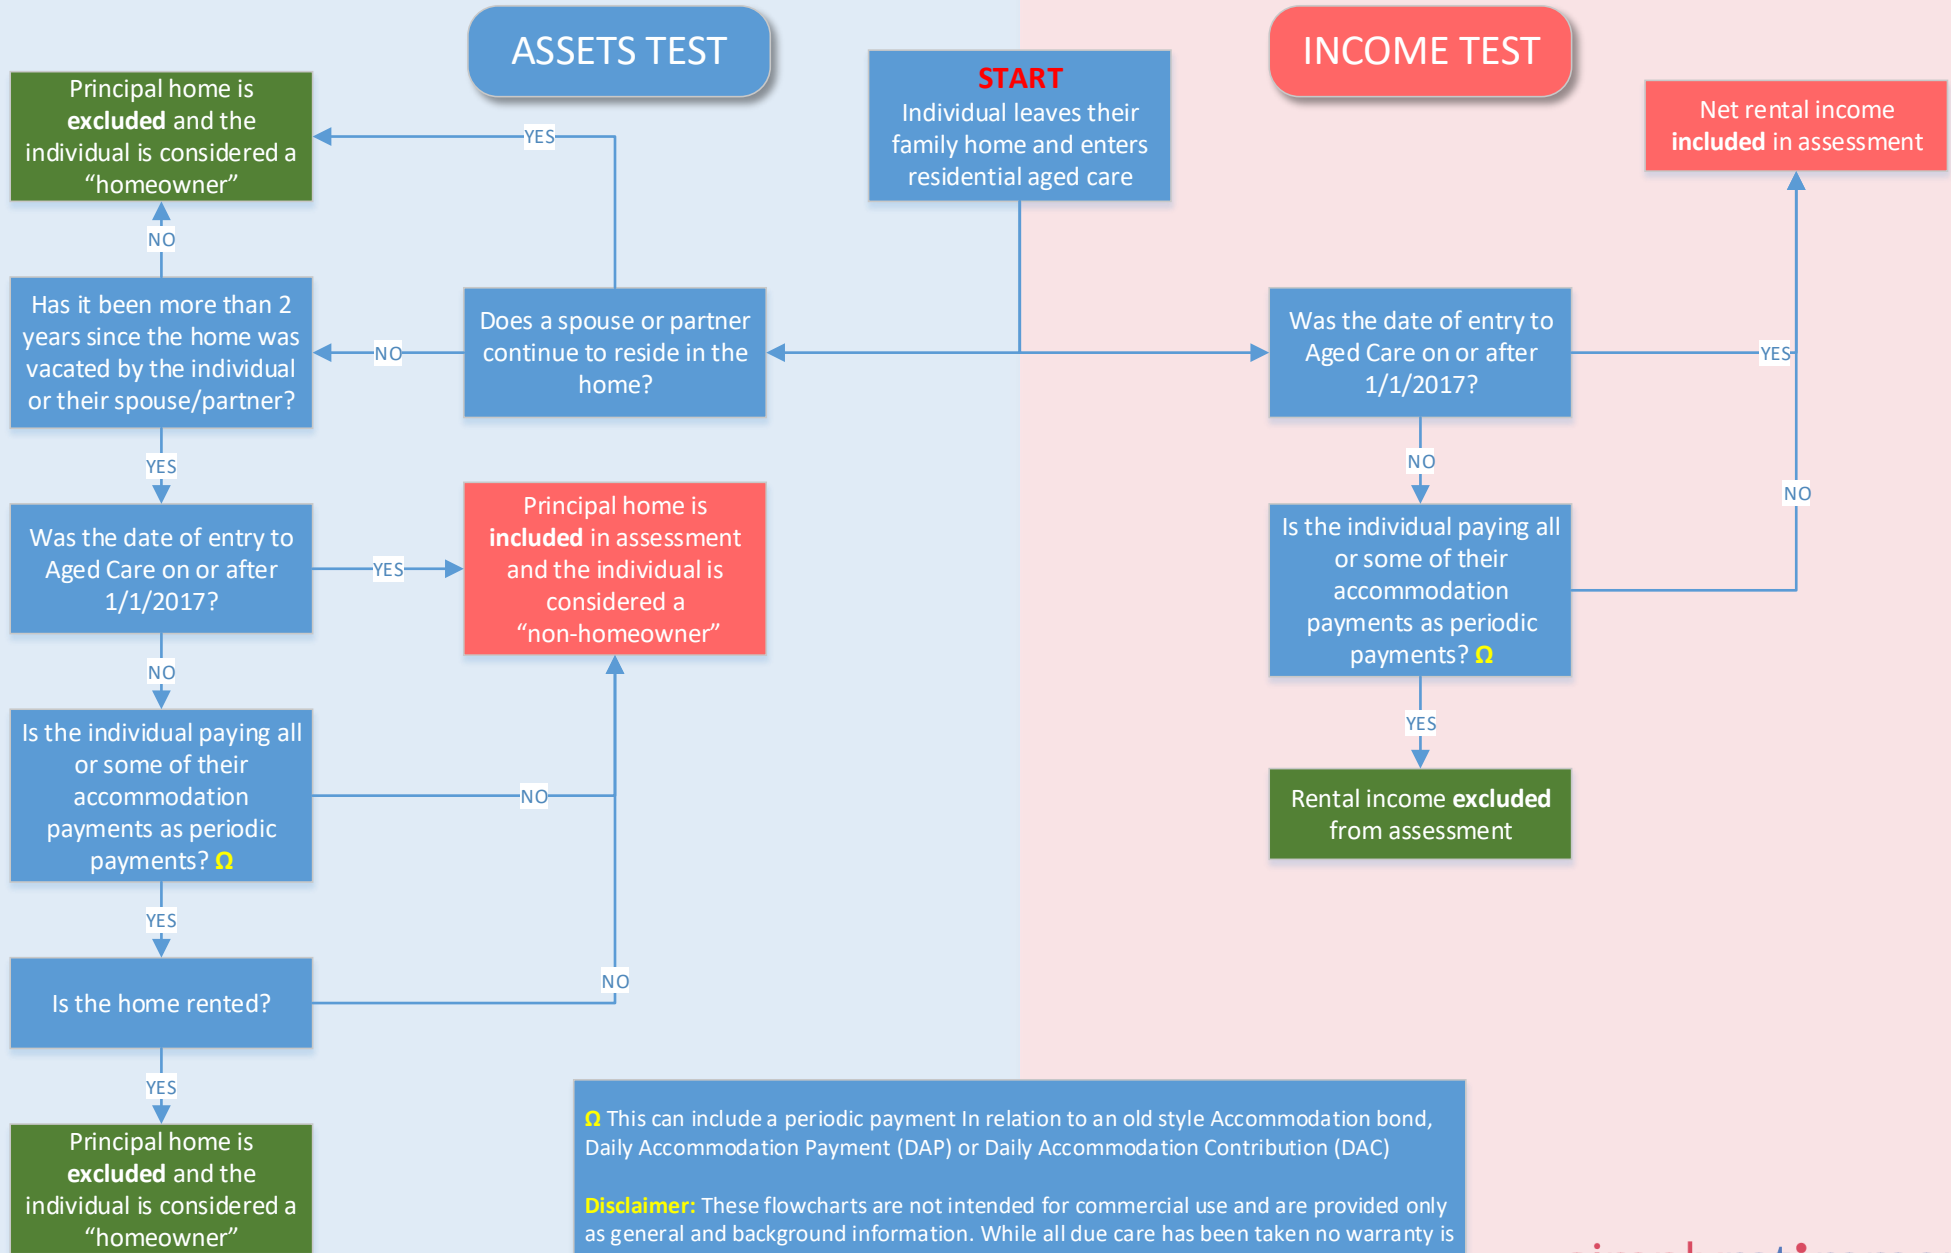 ASSETS TEST
INCOME TEST
START
Individual leaves their
family home and enters
residential aged care
Principal home is
excluded and the
individual is considered a
“homeowner”
YES
Net rental income
included in assessment
NO
Has it been more than 2
years since the home was
vacated by the individual
or their spouse/partner?
NO
Does a spouse or partner
continue to reside in the
home?
Was the date of entry to
Aged Care on or after
1/1/2017?
YES
YES
NO
NO
Was the date of entry to
Aged Care on or after
1/1/2017?
YES
Principal home is
included in assessment
and the individual is
considered a
“non-homeowner”
Is the individual paying all
or some of their
accommodation
payments as periodic
payments? Ω
NO
YES
Is the individual paying all
or some of their
accommodation
payments as periodic
payments? Ω
NO
Rental income excluded
from assessment
YES
Is the home rented?
NO
YES
Principal home is
excluded and the
individual is considered a
“homeowner”
Ω This can include a periodic payment In relation to an old style Accommodation bond,
Daily Accommodation Payment (DAP) or Daily Accommodation Contribution (DAC)
Disclaimer: These flowcharts are not intended for commercial use and are provided only
as general and background information. While all due care has been taken no warranty is